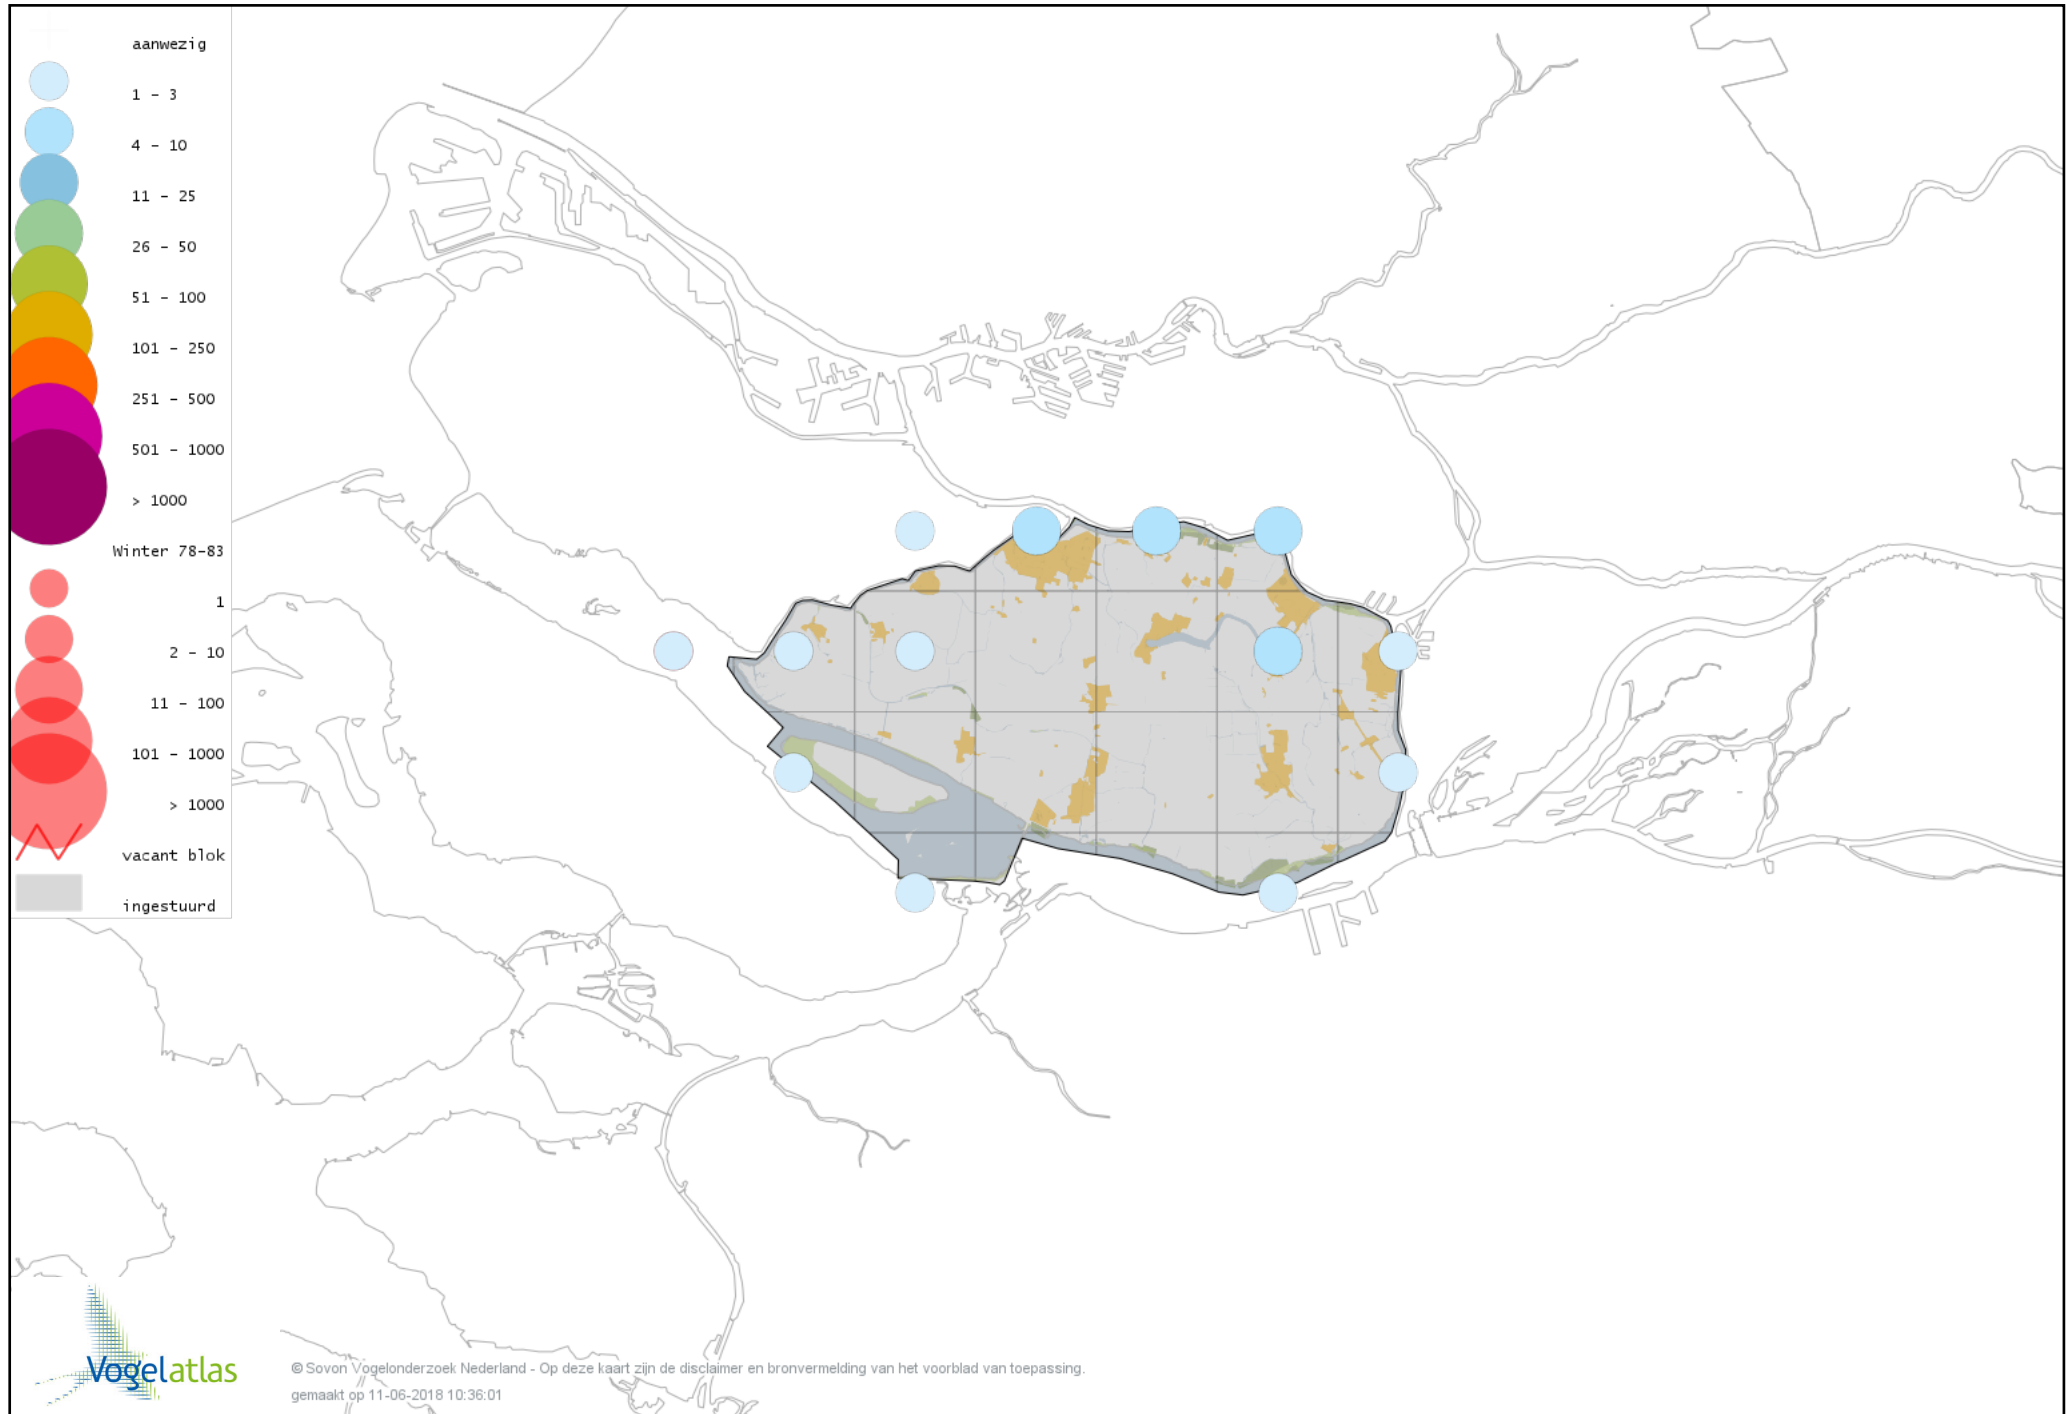 aanwezig
1 – 3
4 – 10
11 – 25
26 – 50
51 – 100
101 – 250
251 – 500
501 – 1000
> 1000
Winter 78-83
1
2 – 10
11 – 100
101 – 1000
> 1000
vacant blok
ingestuurd
Vogelatlas
© Sovon Vogelonderzoek Nederland - Op deze kaart zijn de disclaimer en bronvermelding van het voorblad van toepassing.
gemaakt op 11-06-2018 10:36:01